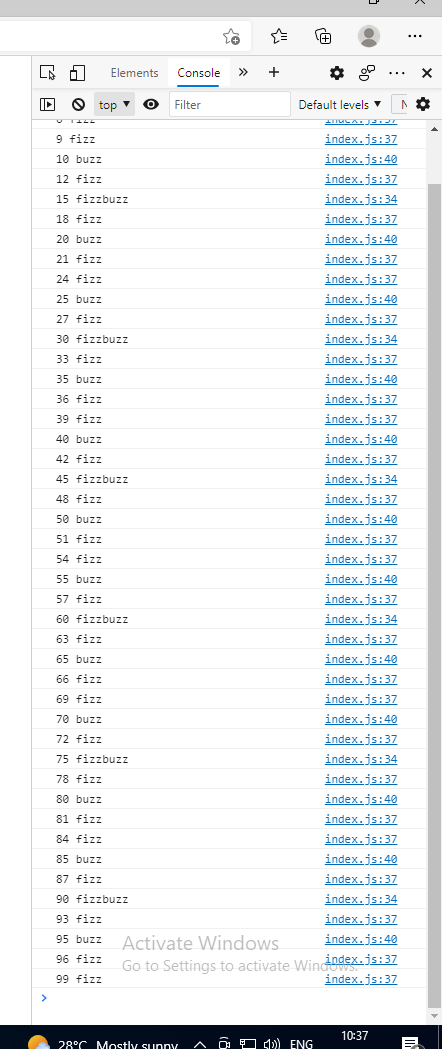 Elements Console
top Filter Default levels
fizz index.js:37
9 fizz index.js:37
10 buzz index.js:40
12 fizz index.js:37
15 fizzbuzz index.js:34
18 fizz index.js:37
20 buzz index.js:40
21 fizz index.js:37
24 fizz index.js:37
25 buzz index.js:40
27 fizz index.js:37
30 fizzbuzz index.js:34
33 fizz index.js:37
35 buzz index.js:40
36 fizz index.js:37
39 fizz index.js:37
40 buzz index.js:40
42 fizz index.js:37
45 fizzbuzz index.js:34
48 fizz index.js:37
50 buzz index.js:40
51 fizz index.js:37
54 fizz index.js:37
55 buzz index.js:40
57 fizz index.js:37
60 fizzbuzz index.js:34
63 fizz index.js:37
65 buzz index.js:40
66 fizz index.js:37
69 fizz index.js:37
70 buzz index.js:40
72 fizz index.js:37
75 fizzbuzz index.js:34
78 fizz index.js:37
80 buzz index.js:40
81 fizz index.js:37
84 fizz index.js:37
85 buzz index.js:40
87 fizz index.js:37
90 fizzbuzz index.js:34
93 fizz index.js:37
95 buzz index.js:40
Activate Windows
96 fizz index.js:37
Go to Settings to activate Windows.
99 fizz index.js:37
28°C Mostly sunny ENG 10:37